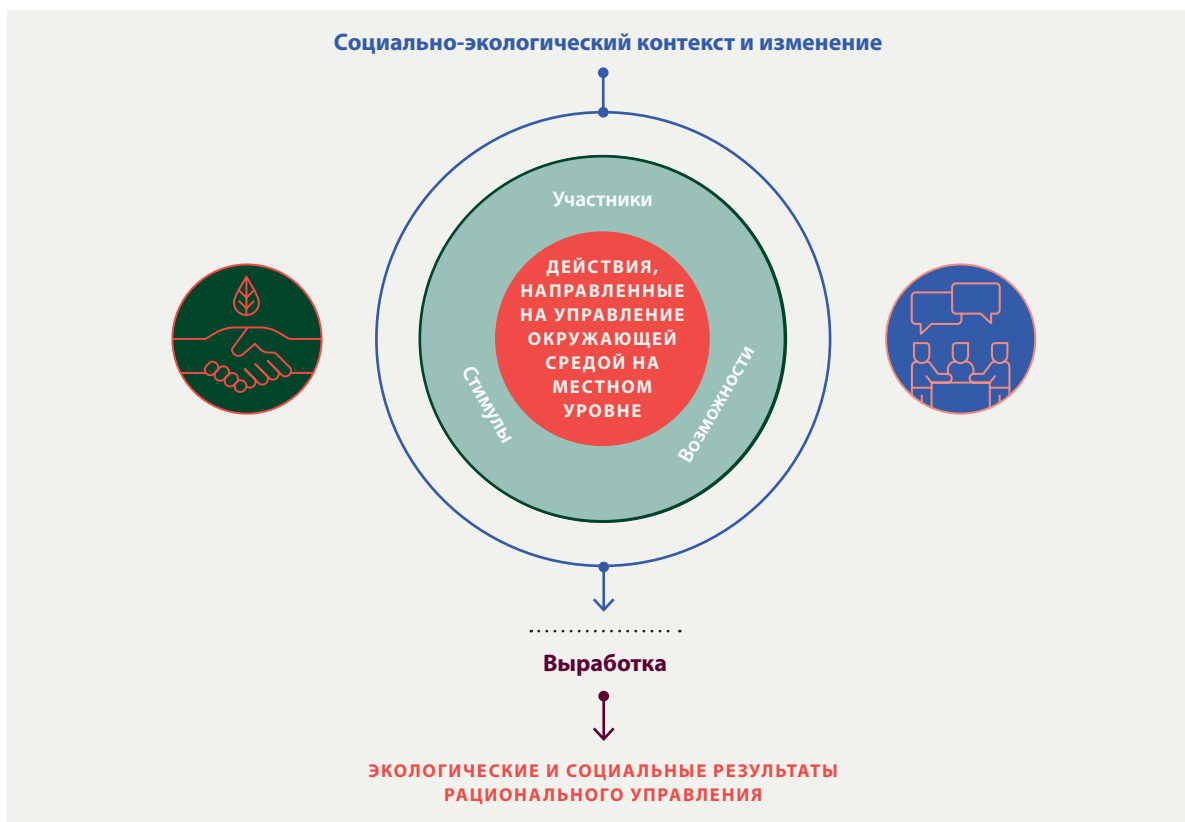 Социально-экологический контекст и изменение
Участники
ДЕЙСТВИЯ,
НАПРАВЛЕННЫЕ
НА УПРАВЛЕНИЕ
ОКРУЖАЮЩЕЙ
СРЕДОЙ НА
МЕСТНОМ
УРОВНЕ
Стимулы
Возможности
Выработка
ЭКОЛОГИЧЕСКИЕ И СОЦИАЛЬНЫЕ РЕЗУЛЬТАТЫ
РАЦИОНАЛЬНОГО УПРАВЛЕНИЯ